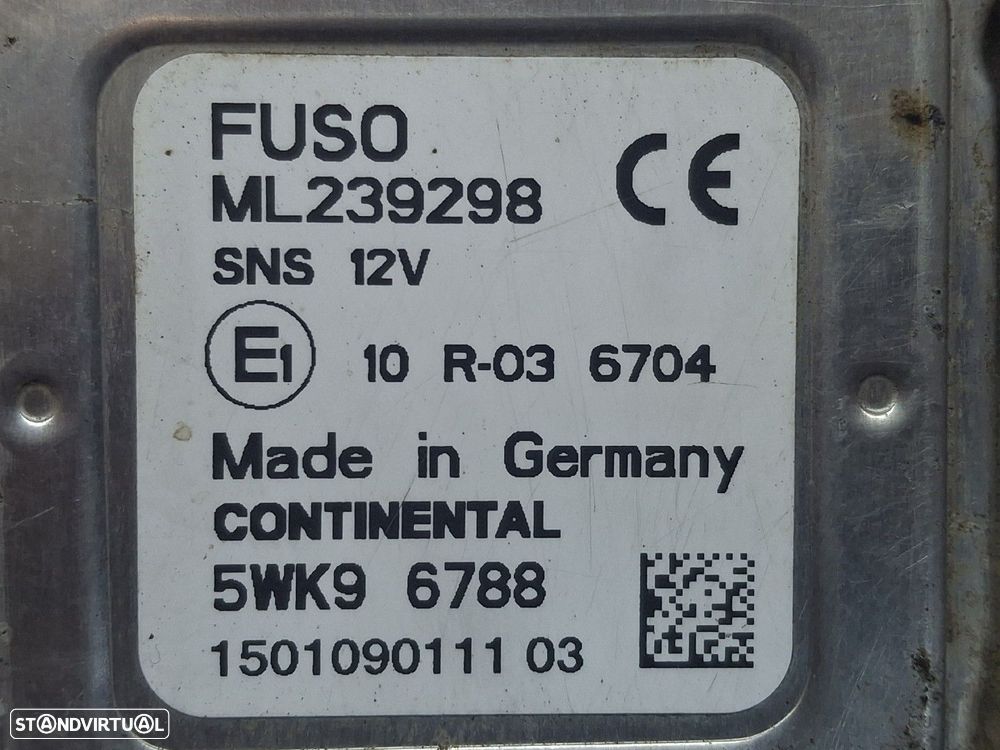 FUSO
CE
ML239298
SNS 12V
E1 10 R-03 6704
Made in Germany
CONTINENTAL
5WK9 6788
1501090111 03
STANDVIRTUAL